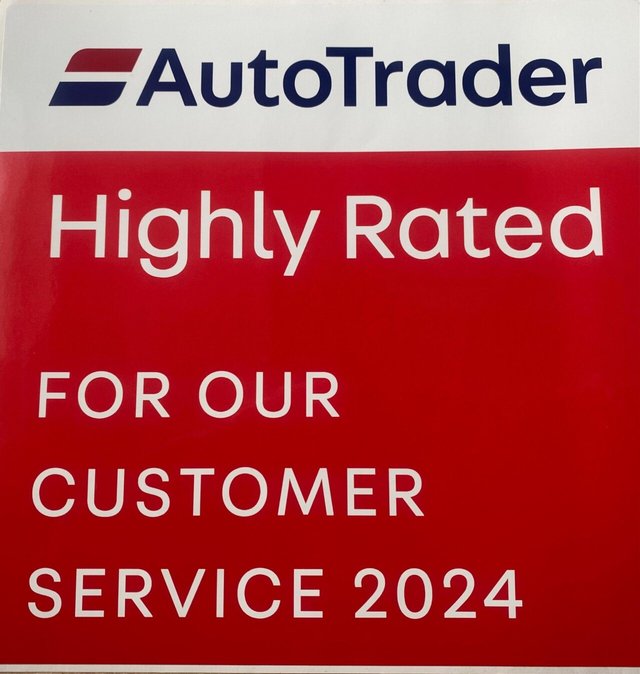 AutoTrader
Highly Rated
FOR OUR
CUSTOMER
SERVICE 2024